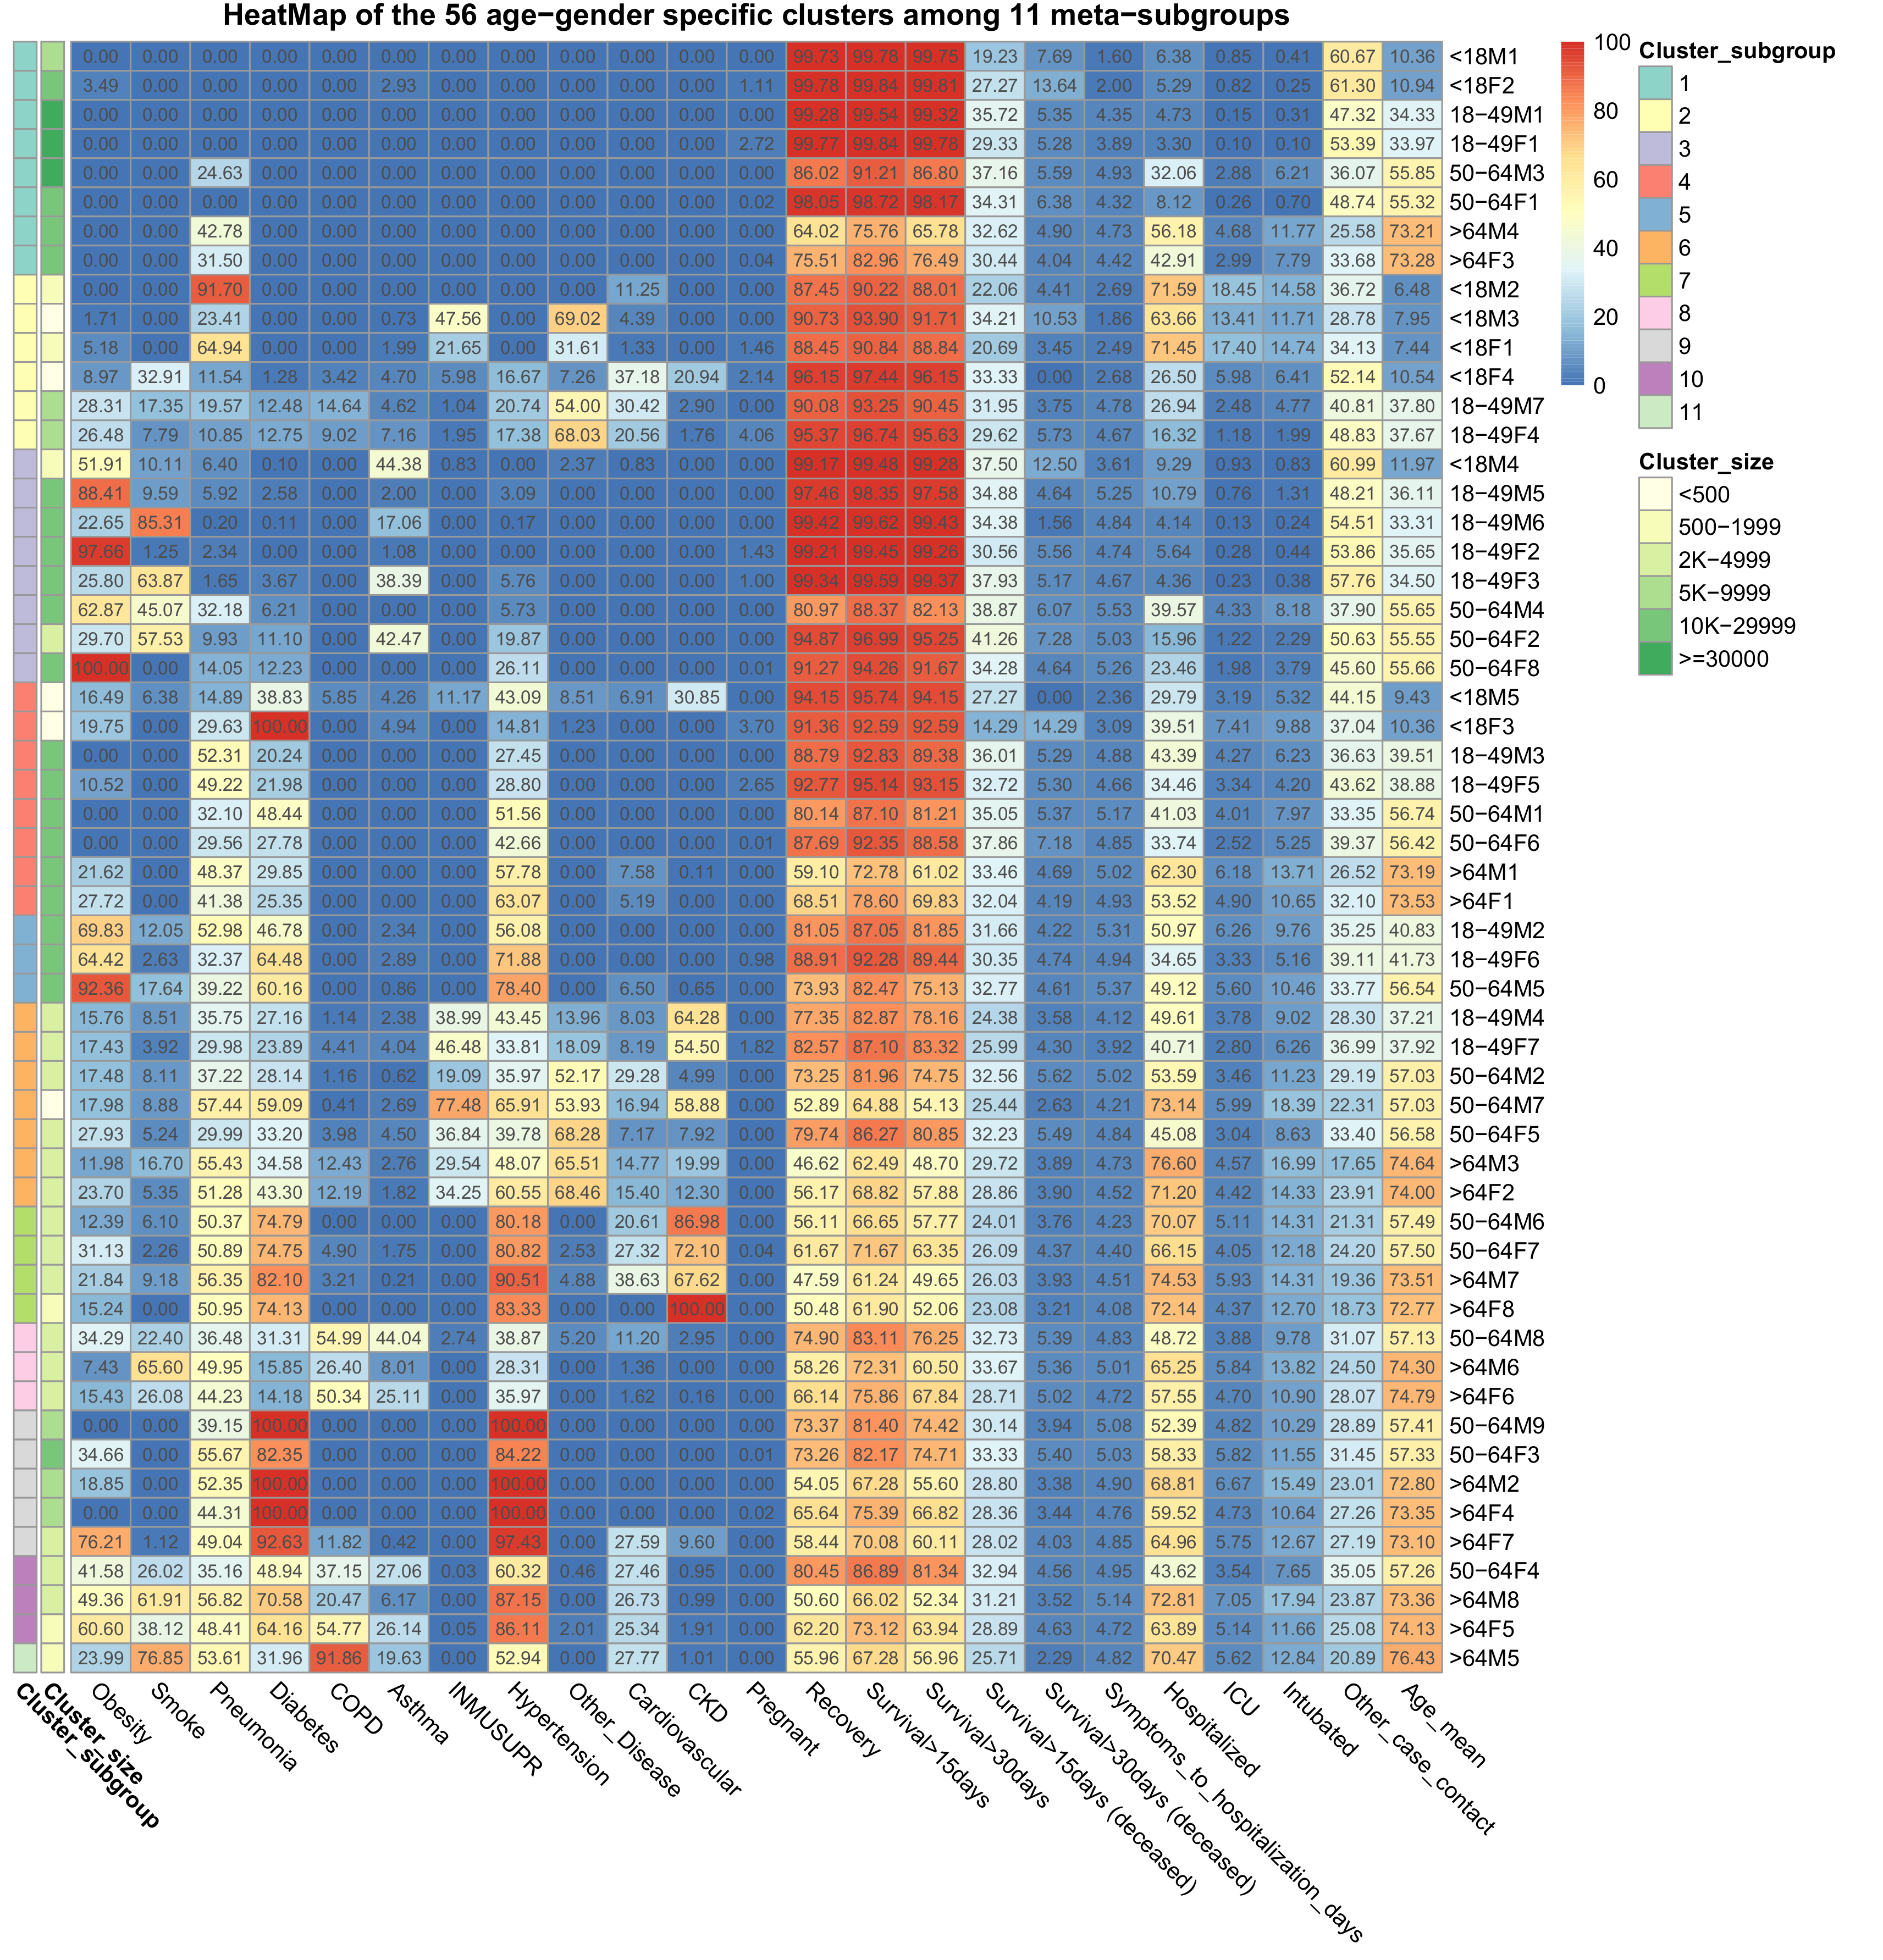 HeatMap of the 56 age−gender specific clusters among 11 meta−subgroups
0.00 0.00 0.00 0.00 0.00 0.00 0.00 0.00 0.00 0.00 0.00 0.00 99.73 99.78 99.75 19.23 7.69 1.60 6.38 0.85 0.41 60.67 10.36 <18M1
3.49 0.00 0.00 0.00 0.00 2.93 0.00 0.00 0.00 0.00 0.00 1.11 99.78 99.84 99.81 27.27 13.64 2.00 5.29 0.82 0.25 61.30 10.94 <18F2
0.00 0.00 0.00 0.00 0.00 0.00 0.00 0.00 0.00 0.00 0.00 0.00 99.28 99.54 99.32 35.72 5.35 4.35 4.73 0.15 0.31 47.32 34.33 18−49M1
0.00 0.00 0.00 0.00 0.00 0.00 0.00 0.00 0.00 0.00 0.00 2.72 99.77 99.84 99.78 29.33 5.28 3.89 3.30 0.10 0.10 53.39 33.97 18−49F1
0.00 0.00 24.63 0.00 0.00 0.00 0.00 0.00 0.00 0.00 0.00 0.00 86.02 91.21 86.80 37.16 5.59 4.93 32.06 2.88 6.21 36.07 55.85 50−64M3
0.00 0.00 0.00 0.00 0.00 0.00 0.00 0.00 0.00 0.00 0.00 0.02 98.05 98.72 98.17 34.31 6.38 4.32 8.12 0.26 0.70 48.74 55.32 50−64F1
0.00 0.00 42.78 0.00 0.00 0.00 0.00 0.00 0.00 0.00 0.00 0.00 64.02 75.76 65.78 32.62 4.90 4.73 56.18 4.68 11.77 25.58 73.21 >64M4
0.00 0.00 31.50 0.00 0.00 0.00 0.00 0.00 0.00 0.00 0.00 0.04 75.51 82.96 76.49 30.44 4.04 4.42 42.91 2.99 7.79 33.68 73.28 >64F3
0.00 0.00 91.70 0.00 0.00 0.00 0.00 0.00 0.00 11.25 0.00 0.00 87.45 90.22 88.01 22.06 4.41 2.69 71.59 18.45 14.58 36.72 6.48 <18M2
1.71 0.00 23.41 0.00 0.00 0.73 47.56 0.00 69.02 4.39 0.00 0.00 90.73 93.90 91.71 34.21 10.53 1.86 63.66 13.41 11.71 28.78 7.95 <18M3
5.18 0.00 64.94 0.00 0.00 1.99 21.65 0.00 31.61 1.33 0.00 1.46 88.45 90.84 88.84 20.69 3.45 2.49 71.45 17.40 14.74 34.13 7.44 <18F1
8.97 32.91 11.54 1.28 3.42 4.70 5.98 16.67 7.26 37.18 20.94 2.14 96.15 97.44 96.15 33.33 0.00 2.68 26.50 5.98 6.41 52.14 10.54 <18F4
28.31 17.35 19.57 12.48 14.64 4.62 1.04 20.74 54.00 30.42 2.90 0.00 90.08 93.25 90.45 31.95 3.75 4.78 26.94 2.48 4.77 40.81 37.80 18−49M7
26.48 7.79 10.85 12.75 9.02 7.16 1.95 17.38 68.03 20.56 1.76 4.06 95.37 96.74 95.63 29.62 5.73 4.67 16.32 1.18 1.99 48.83 37.67 18−49F4
51.91 10.11 6.40 0.10 0.00 44.38 0.83 0.00 2.37 0.83 0.00 0.00 99.17 99.48 99.28 37.50 12.50 3.61 9.29 0.93 0.83 60.99 11.97 <18M4
88.41 9.59 5.92 2.58 0.00 2.00 0.00 3.09 0.00 0.00 0.00 0.00 97.46 98.35 97.58 34.88 4.64 5.25 10.79 0.76 1.31 48.21 36.11 18−49M5
22.65 85.31 0.20 0.11 0.00 17.06 0.00 0.17 0.00 0.00 0.00 0.00 99.42 99.62 99.43 34.38 1.56 4.84 4.14 0.13 0.24 54.51 33.31 18−49M6
97.66 1.25 2.34 0.00 0.00 1.08 0.00 0.00 0.00 0.00 0.00 1.43 99.21 99.45 99.26 30.56 5.56 4.74 5.64 0.28 0.44 53.86 35.65 18−49F2
25.80 63.87 1.65 3.67 0.00 38.39 0.00 5.76 0.00 0.00 0.00 1.00 99.34 99.59 99.37 37.93 5.17 4.67 4.36 0.23 0.38 57.76 34.50 18−49F3
62.87 45.07 32.18 6.21 0.00 0.00 0.00 5.73 0.00 0.00 0.00 0.00 80.97 88.37 82.13 38.87 6.07 5.53 39.57 4.33 8.18 37.90 55.65 50−64M4
29.70 57.53 9.93 11.10 0.00 42.47 0.00 19.87 0.00 0.00 0.00 0.00 94.87 96.99 95.25 41.26 7.28 5.03 15.96 1.22 2.29 50.63 55.55 50−64F2
100.00 0.00 14.05 12.23 0.00 0.00 0.00 26.11 0.00 0.00 0.00 0.01 91.27 94.26 91.67 34.28 4.64 5.26 23.46 1.98 3.79 45.60 55.66 50−64F8
16.49 6.38 14.89 38.83 5.85 4.26 11.17 43.09 8.51 6.91 30.85 0.00 94.15 95.74 94.15 27.27 0.00 2.36 29.79 3.19 5.32 44.15 9.43 <18M5
19.75 0.00 29.63 100.00 0.00 4.94 0.00 14.81 1.23 0.00 0.00 3.70 91.36 92.59 92.59 14.29 14.29 3.09 39.51 7.41 9.88 37.04 10.36 <18F3
0.00 0.00 52.31 20.24 0.00 0.00 0.00 27.45 0.00 0.00 0.00 0.00 88.79 92.83 89.38 36.01 5.29 4.88 43.39 4.27 6.23 36.63 39.51 18−49M3
10.52 0.00 49.22 21.98 0.00 0.00 0.00 28.80 0.00 0.00 0.00 2.65 92.77 95.14 93.15 32.72 5.30 4.66 34.46 3.34 4.20 43.62 38.88 18−49F5
0.00 0.00 32.10 48.44 0.00 0.00 0.00 51.56 0.00 0.00 0.00 0.00 80.14 87.10 81.21 35.05 5.37 5.17 41.03 4.01 7.97 33.35 56.74 50−64M1
0.00 0.00 29.56 27.78 0.00 0.00 0.00 42.66 0.00 0.00 0.00 0.01 87.69 92.35 88.58 37.86 7.18 4.85 33.74 2.52 5.25 39.37 56.42 50−64F6
21.62 0.00 48.37 29.85 0.00 0.00 0.00 57.78 0.00 7.58 0.11 0.00 59.10 72.78 61.02 33.46 4.69 5.02 62.30 6.18 13.71 26.52 73.19 >64M1
27.72 0.00 41.38 25.35 0.00 0.00 0.00 63.07 0.00 5.19 0.00 0.00 68.51 78.60 69.83 32.04 4.19 4.93 53.52 4.90 10.65 32.10 73.53 >64F1
69.83 12.05 52.98 46.78 0.00 2.34 0.00 56.08 0.00 0.00 0.00 0.00 81.05 87.05 81.85 31.66 4.22 5.31 50.97 6.26 9.76 35.25 40.83 18−49M2
64.42 2.63 32.37 64.48 0.00 2.89 0.00 71.88 0.00 0.00 0.00 0.98 88.91 92.28 89.44 30.35 4.74 4.94 34.65 3.33 5.16 39.11 41.73 18−49F6
92.36 17.64 39.22 60.16 0.00 0.86 0.00 78.40 0.00 6.50 0.65 0.00 73.93 82.47 75.13 32.77 4.61 5.37 49.12 5.60 10.46 33.77 56.54 50−64M5
15.76 8.51 35.75 27.16 1.14 2.38 38.99 43.45 13.96 8.03 64.28 0.00 77.35 82.87 78.16 24.38 3.58 4.12 49.61 3.78 9.02 28.30 37.21 18−49M4
17.43 3.92 29.98 23.89 4.41 4.04 46.48 33.81 18.09 8.19 54.50 1.82 82.57 87.10 83.32 25.99 4.30 3.92 40.71 2.80 6.26 36.99 37.92 18−49F7
17.48 8.11 37.22 28.14 1.16 0.62 19.09 35.97 52.17 29.28 4.99 0.00 73.25 81.96 74.75 32.56 5.62 5.02 53.59 3.46 11.23 29.19 57.03 50−64M2
17.98 8.88 57.44 59.09 0.41 2.69 77.48 65.91 53.93 16.94 58.88 0.00 52.89 64.88 54.13 25.44 2.63 4.21 73.14 5.99 18.39 22.31 57.03 50−64M7
27.93 5.24 29.99 33.20 3.98 4.50 36.84 39.78 68.28 7.17 7.92 0.00 79.74 86.27 80.85 32.23 5.49 4.84 45.08 3.04 8.63 33.40 56.58 50−64F5
11.98 16.70 55.43 34.58 12.43 2.76 29.54 48.07 65.51 14.77 19.99 0.00 46.62 62.49 48.70 29.72 3.89 4.73 76.60 4.57 16.99 17.65 74.64 >64M3
23.70 5.35 51.28 43.30 12.19 1.82 34.25 60.55 68.46 15.40 12.30 0.00 56.17 68.82 57.88 28.86 3.90 4.52 71.20 4.42 14.33 23.91 74.00 >64F2
12.39 6.10 50.37 74.79 0.00 0.00 0.00 80.18 0.00 20.61 86.98 0.00 56.11 66.65 57.77 24.01 3.76 4.23 70.07 5.11 14.31 21.31 57.49 50−64M6
31.13 2.26 50.89 74.75 4.90 1.75 0.00 80.82 2.53 27.32 72.10 0.04 61.67 71.67 63.35 26.09 4.37 4.40 66.15 4.05 12.18 24.20 57.50 50−64F7
21.84 9.18 56.35 82.10 3.21 0.21 0.00 90.51 4.88 38.63 67.62 0.00 47.59 61.24 49.65 26.03 3.93 4.51 74.53 5.93 14.31 19.36 73.51 >64M7
15.24 0.00 50.95 74.13 0.00 0.00 0.00 83.33 0.00 0.00 100.00 0.00 50.48 61.90 52.06 23.08 3.21 4.08 72.14 4.37 12.70 18.73 72.77 >64F8
34.29 22.40 36.48 31.31 54.99 44.04 2.74 38.87 5.20 11.20 2.95 0.00 74.90 83.11 76.25 32.73 5.39 4.83 48.72 3.88 9.78 31.07 57.13 50−64M8
7.43 65.60 49.95 15.85 26.40 8.01 0.00 28.31 0.00 1.36 0.00 0.00 58.26 72.31 60.50 33.67 5.36 5.01 65.25 5.84 13.82 24.50 74.30 >64M6
15.43 26.08 44.23 14.18 50.34 25.11 0.00 35.97 0.00 1.62 0.16 0.00 66.14 75.86 67.84 28.71 5.02 4.72 57.55 4.70 10.90 28.07 74.79 >64F6
0.00 0.00 39.15 100.00 0.00 0.00 0.00 100.00 0.00 0.00 0.00 0.00 73.37 81.40 74.42 30.14 3.94 5.08 52.39 4.82 10.29 28.89 57.41 50−64M9
34.66 0.00 55.67 82.35 0.00 0.00 0.00 84.22 0.00 0.00 0.00 0.01 73.26 82.17 74.71 33.33 5.40 5.03 58.33 5.82 11.55 31.45 57.33 50−64F3
18.85 0.00 52.35 100.00 0.00 0.00 0.00 100.00 0.00 0.00 0.00 0.00 54.05 67.28 55.60 28.80 3.38 4.90 68.81 6.67 15.49 23.01 72.80 >64M2
0.00 0.00 44.31 100.00 0.00 0.00 0.00 100.00 0.00 0.00 0.00 0.02 65.64 75.39 66.82 28.36 3.44 4.76 59.52 4.73 10.64 27.26 73.35 >64F4
76.21 1.12 49.04 92.63 11.82 0.42 0.00 97.43 0.00 27.59 9.60 0.00 58.44 70.08 60.11 28.02 4.03 4.85 64.96 5.75 12.67 27.19 73.10 >64F7
41.58 26.02 35.16 48.94 37.15 27.06 0.03 60.32 0.46 27.46 0.95 0.00 80.45 86.89 81.34 32.94 4.56 4.95 43.62 3.54 7.65 35.05 57.26 50−64F4
49.36 61.91 56.82 70.58 20.47 6.17 0.00 87.15 0.00 26.73 0.99 0.00 50.60 66.02 52.34 31.21 3.52 5.14 72.81 7.05 17.94 23.87 73.36 >64M8
60.60 38.12 48.41 64.16 54.77 26.14 0.05 86.11 2.01 25.34 1.91 0.00 62.20 73.12 63.94 28.89 4.63 4.72 63.89 5.14 11.66 25.08 74.13 >64F5
23.99 76.85 53.61 31.96 91.86 19.63 0.00 52.94 0.00 27.77 1.01 0.00 55.96 67.28 56.96 25.71 2.29 4.82 70.47 5.62 12.84 20.89 76.43 >64M5
Cluster_subgroup
Cluster_size
Obesity
Smoke
Pneumonia
Diabetes
COPD
Asthma
INMUSUPR
Hypertension
Other_Disease
Cardiovascular
CKD
Pregnant
Recovery
Survival>15days
Survival>30days
Survival>15days (deceased)
Survival>30days (deceased)
Symptoms_to_hospitalization_days
Hospitalized
ICU
Intubated
Other_case_contact
Age_mean
100
80
60
40
20
0
Cluster_subgroup
1
2
3
4
5
6
7
8
9
10
11
Cluster_size
<500
500−1999
2K−4999
5K−9999
10K−29999
>=30000